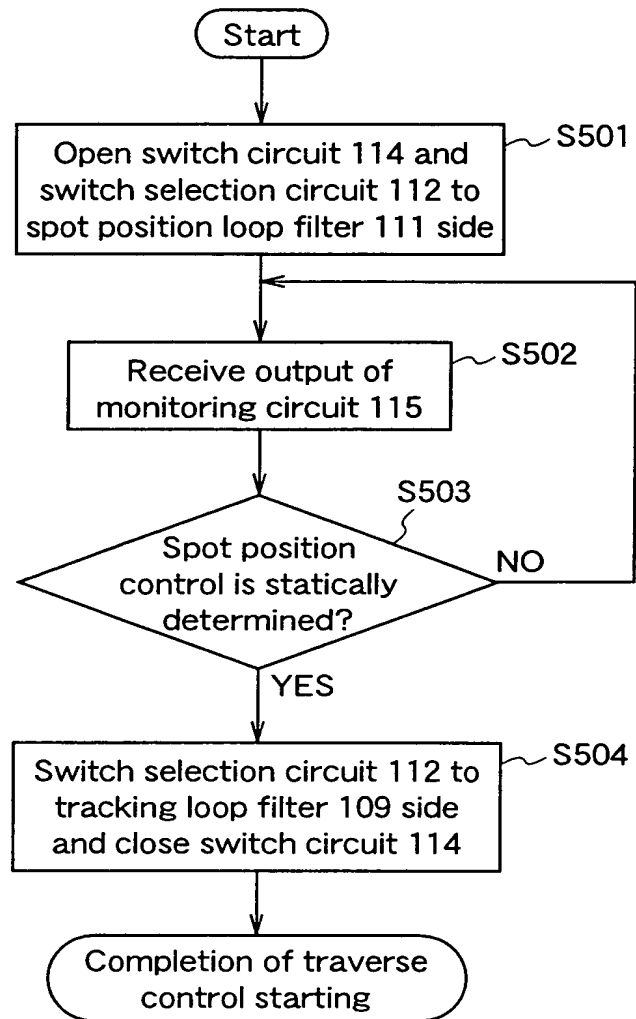 Start
S501
Open switch circuit 114 and
switch selection circuit 112 to
spot position loop filter 111 side
S502
Receive output of
monitoring circuit 115
S503
Spot position
control is statically
determined?
NO
YES
S504
Switch selection circuit 112 to
tracking loop filter 109 side
and close switch circuit 114
Completion of traverse
control starting